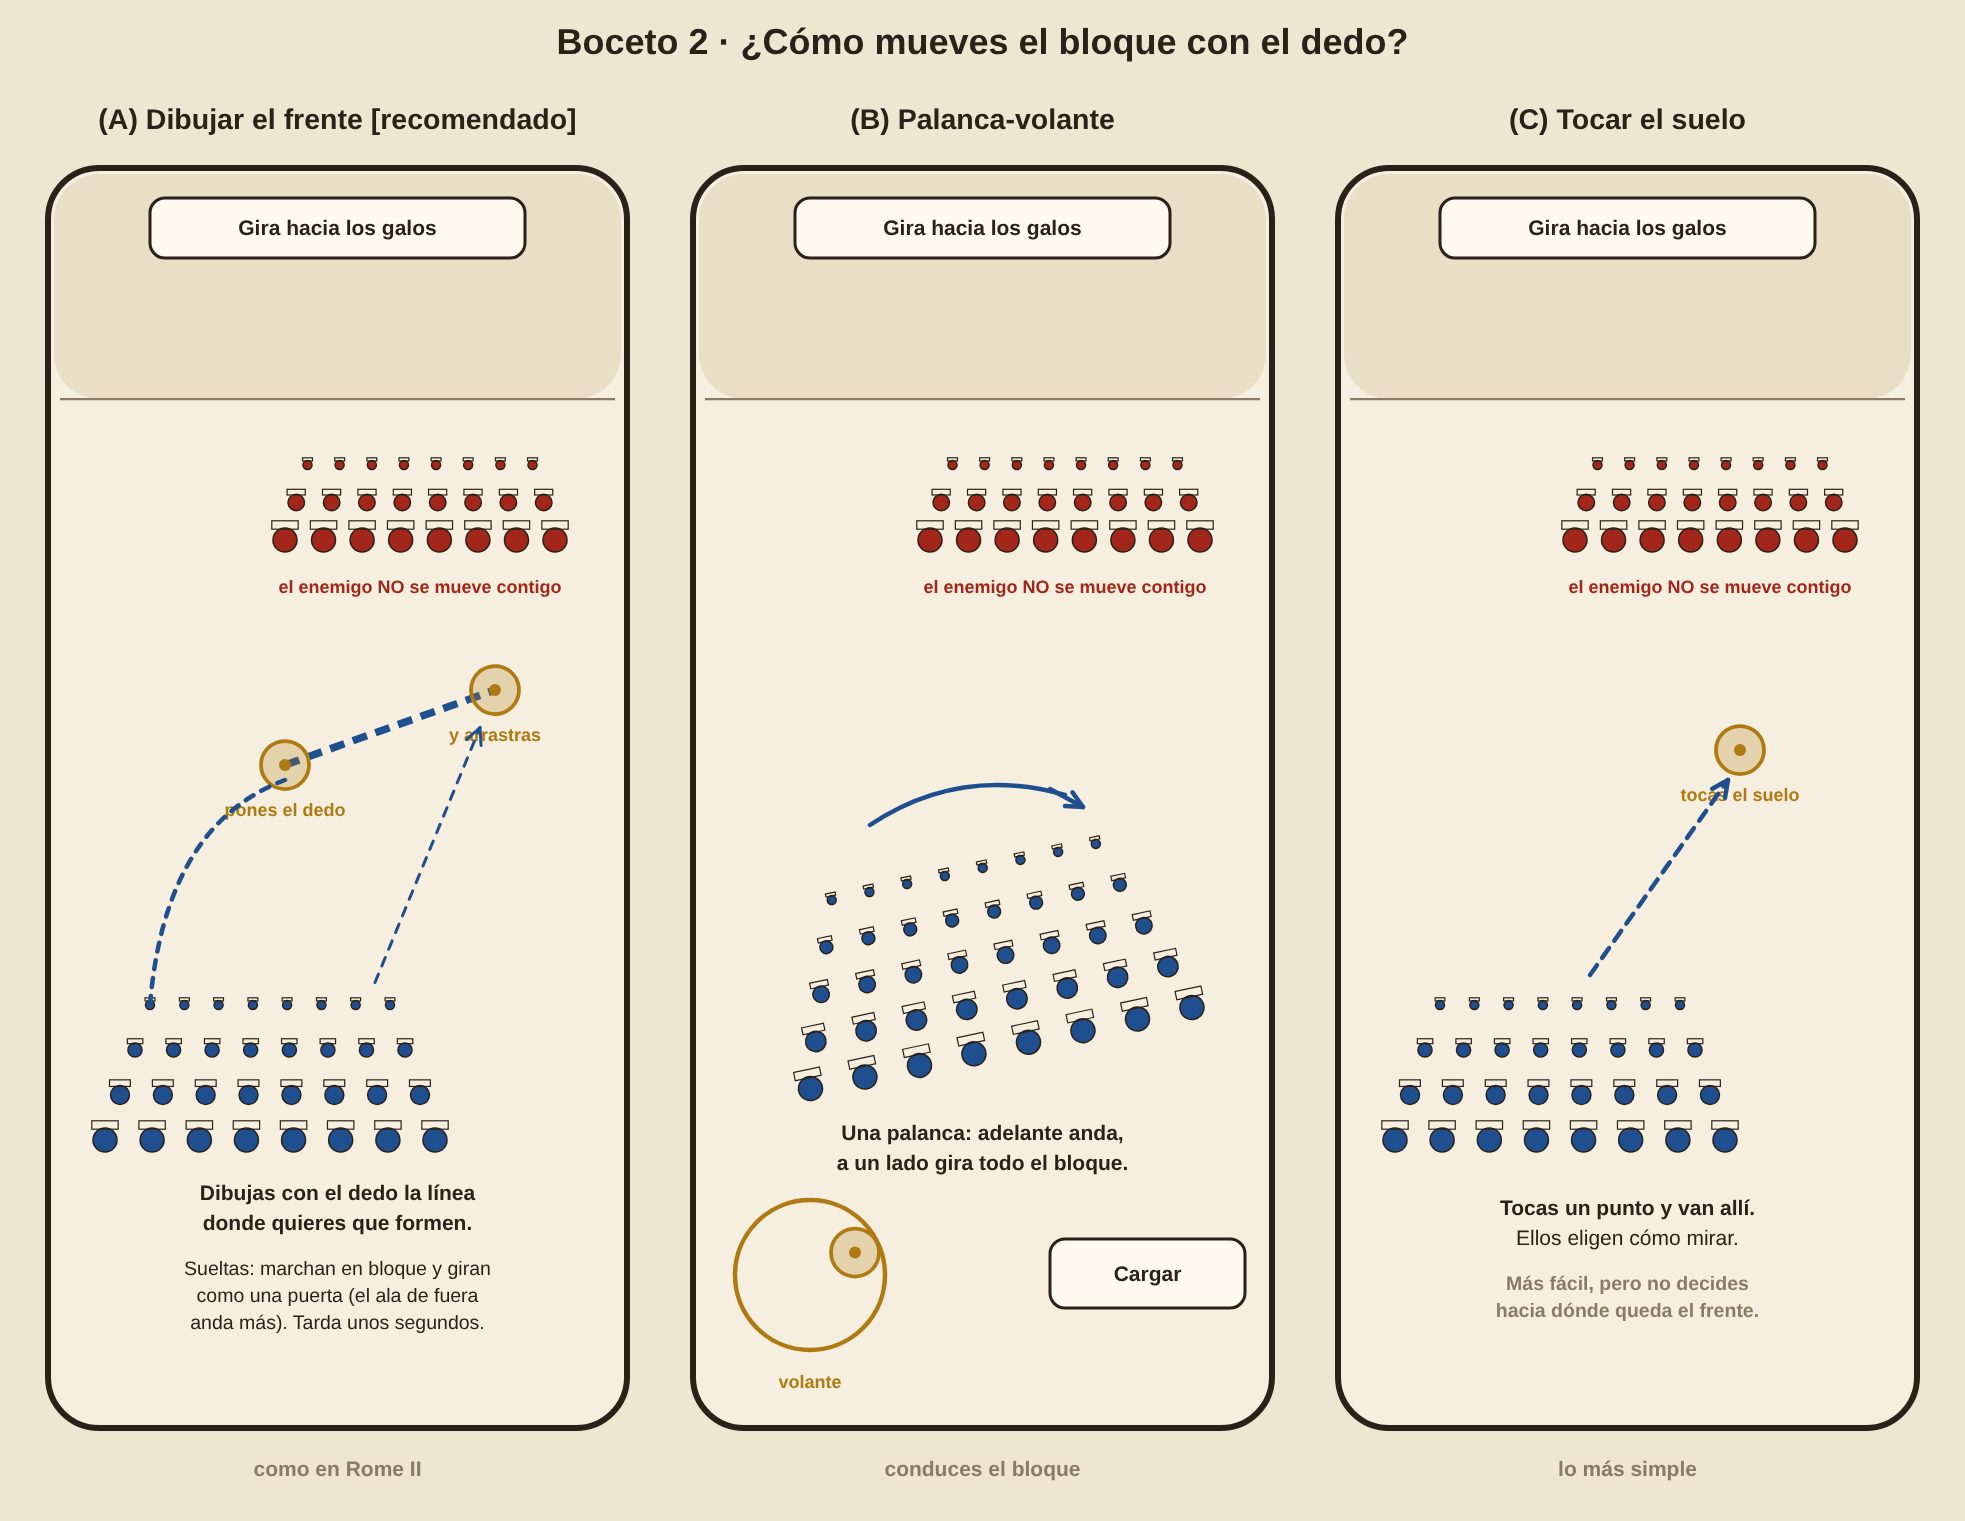 Boceto 2 · ¿Cómo mueves el bloque con el dedo?
(A) Dibujar el frente [recomendado]
Gira hacia los galos
el enemigo NO se mueve contigo
y arrastras
pones el dedo
Dibujas con el dedo la línea
donde quieres que formen.
Sueltas: marchan en bloque y giran
como una puerta (el ala de fuera
anda más). Tarda unos segundos.
como en Rome II
(B) Palanca-volante
Gira hacia los galos
el enemigo NO se mueve contigo
Una palanca: adelante anda,
a un lado gira todo el bloque.
Cargar
volante
conduces el bloque
(C) Tocar el suelo
Gira hacia los galos
el enemigo NO se mueve contigo
tocas el suelo
Tocas un punto y van allí.
Ellos eligen cómo mirar.
Más fácil, pero no decides
hacia dónde queda el frente.
lo más simple